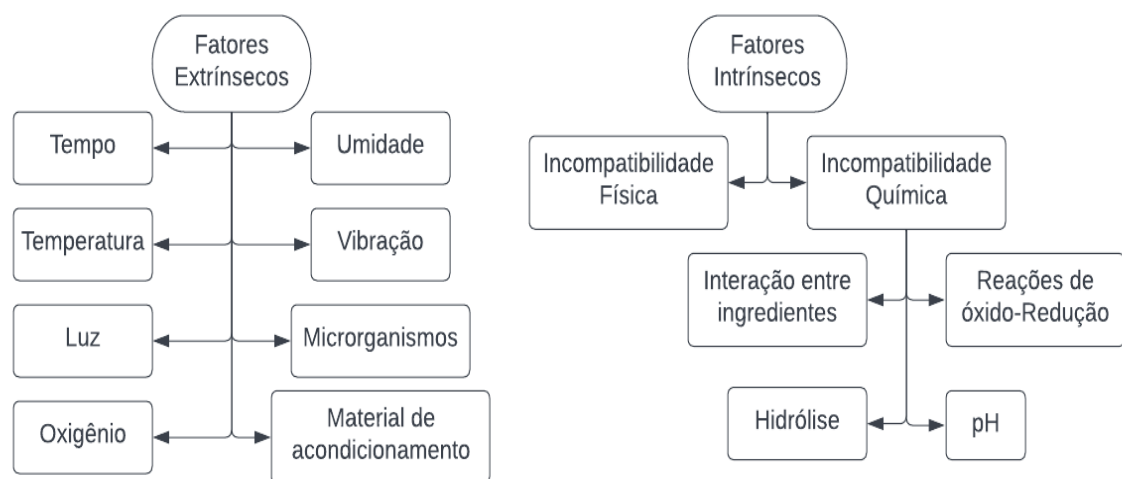 Fatores
Extrínsecos
Tempo
Umidade
Temperatura
Vibração
Luz
Microrganismos
Oxigênio
Material de
acondicionamento
Fatores
Intrínsecos
Incompatibilidade
Física
Incompatibilidade
Química
Interação entre
ingredientes
Reações de
óxido-Redução
Hidrólise
pH